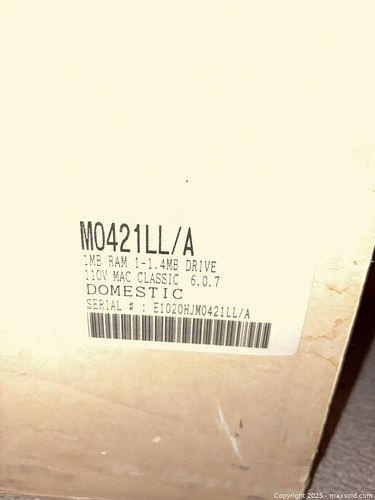 M0421LL/A
1MB RAM 1-1.4MB DRIVE
110V MAC CLASSIC 6.0.7
DOMESTIC
SERIAL # : E1020HJM0421LL/A
Copyright 2025 - maxsold.com